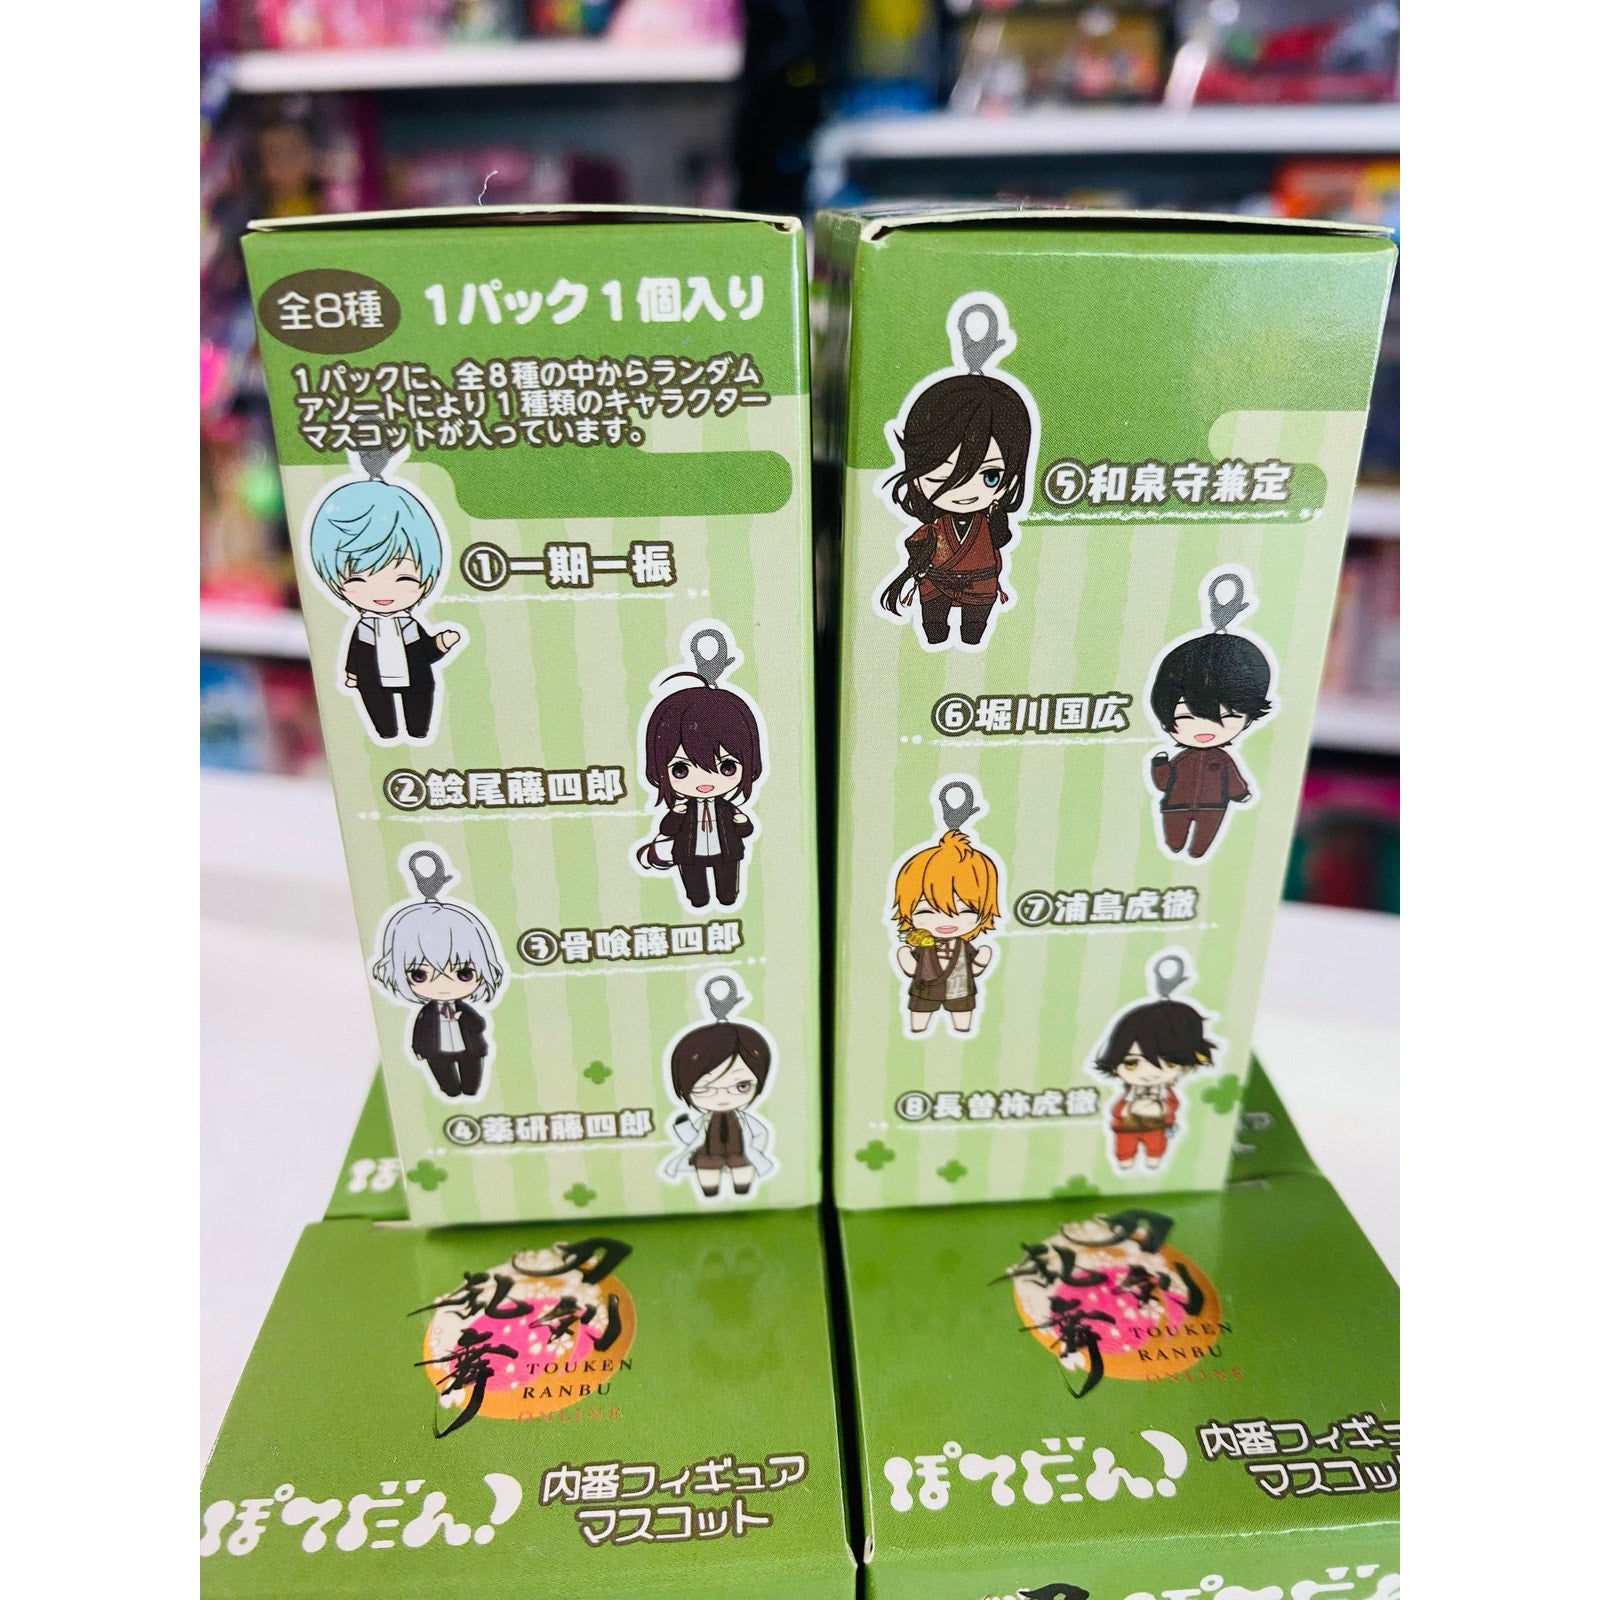 全8種
1パック1個入り
1パックに、全8種の中からランダム
アソートにより1種類のキャラクター
マスコットが入っています。
①一期一振
②鯰尾藤四郎
③骨喰藤四郎
④薬研藤四郎
⑤和泉守兼定
⑥堀川国広
⑦浦島虎徹
⑧長曽祢虎徹
ぽ
刀剣
乱舞
TOUKEN
RANBU
ONLINE
ぽてだん!
内番フィギュア
マスコット
刀剣
乱舞
TOUKEN
RANBU
ONLINE
ぽてだん!
内番フィギュ
マスコッ